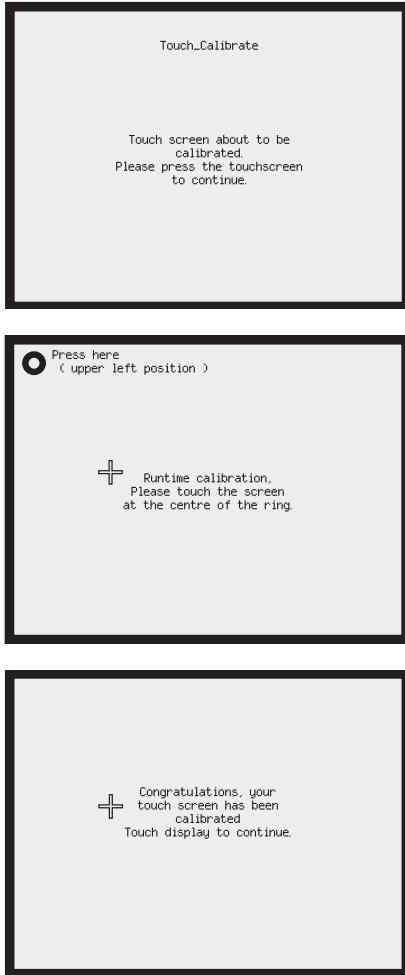 Touch_Calibrate
Touch screen about to be
calibrated.
Please press the touchscreen
to continue.
Press here
( upper left position )
Runtime calibration,
Please touch the screen
at the centre of the ring.
Congratulations, your
touch screen has been
calibrated
Touch display to continue.